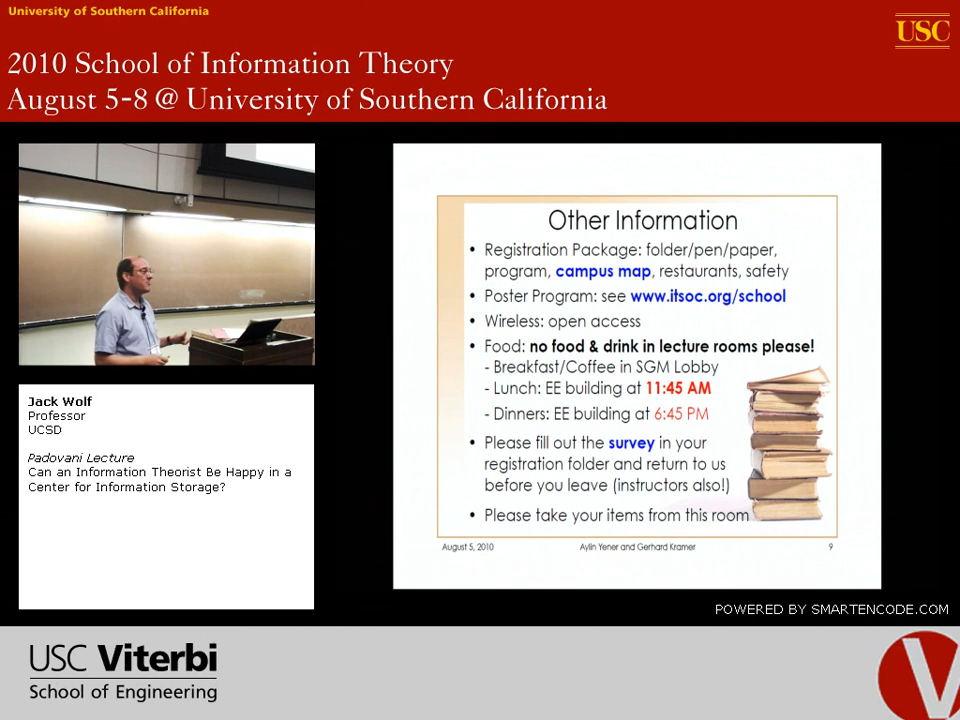 University of Southern California
USC
2010 School of Information Theory
August 5-8 @ University of Southern California
Jack Wolf
Professor
UCSD
Padovani Lecture
Can an Information Theorist Be Happy in a
Center for Information Storage?
Other Information
• Registration Package: folder/pen/paper,
program, campus map, restaurants, safety
• Poster Program: see www.itsoc.org/school
• Wireless: open access
• Food: no food & drink in lecture rooms please!
- Breakfast/Coffee in SGM Lobby
- Lunch: EE building at 11:45 AM
- Dinners: EE building at 6:45 PM
• Please fill out the survey in your
registration folder and return to us
before you leave (instructors also!)
• Please take your items from this room
August 5, 2010
Aylin Yener and Gerhard Kramer
9
POWERED BY SMARTENCODE.COM
USC Viterbi
School of Engineering
V